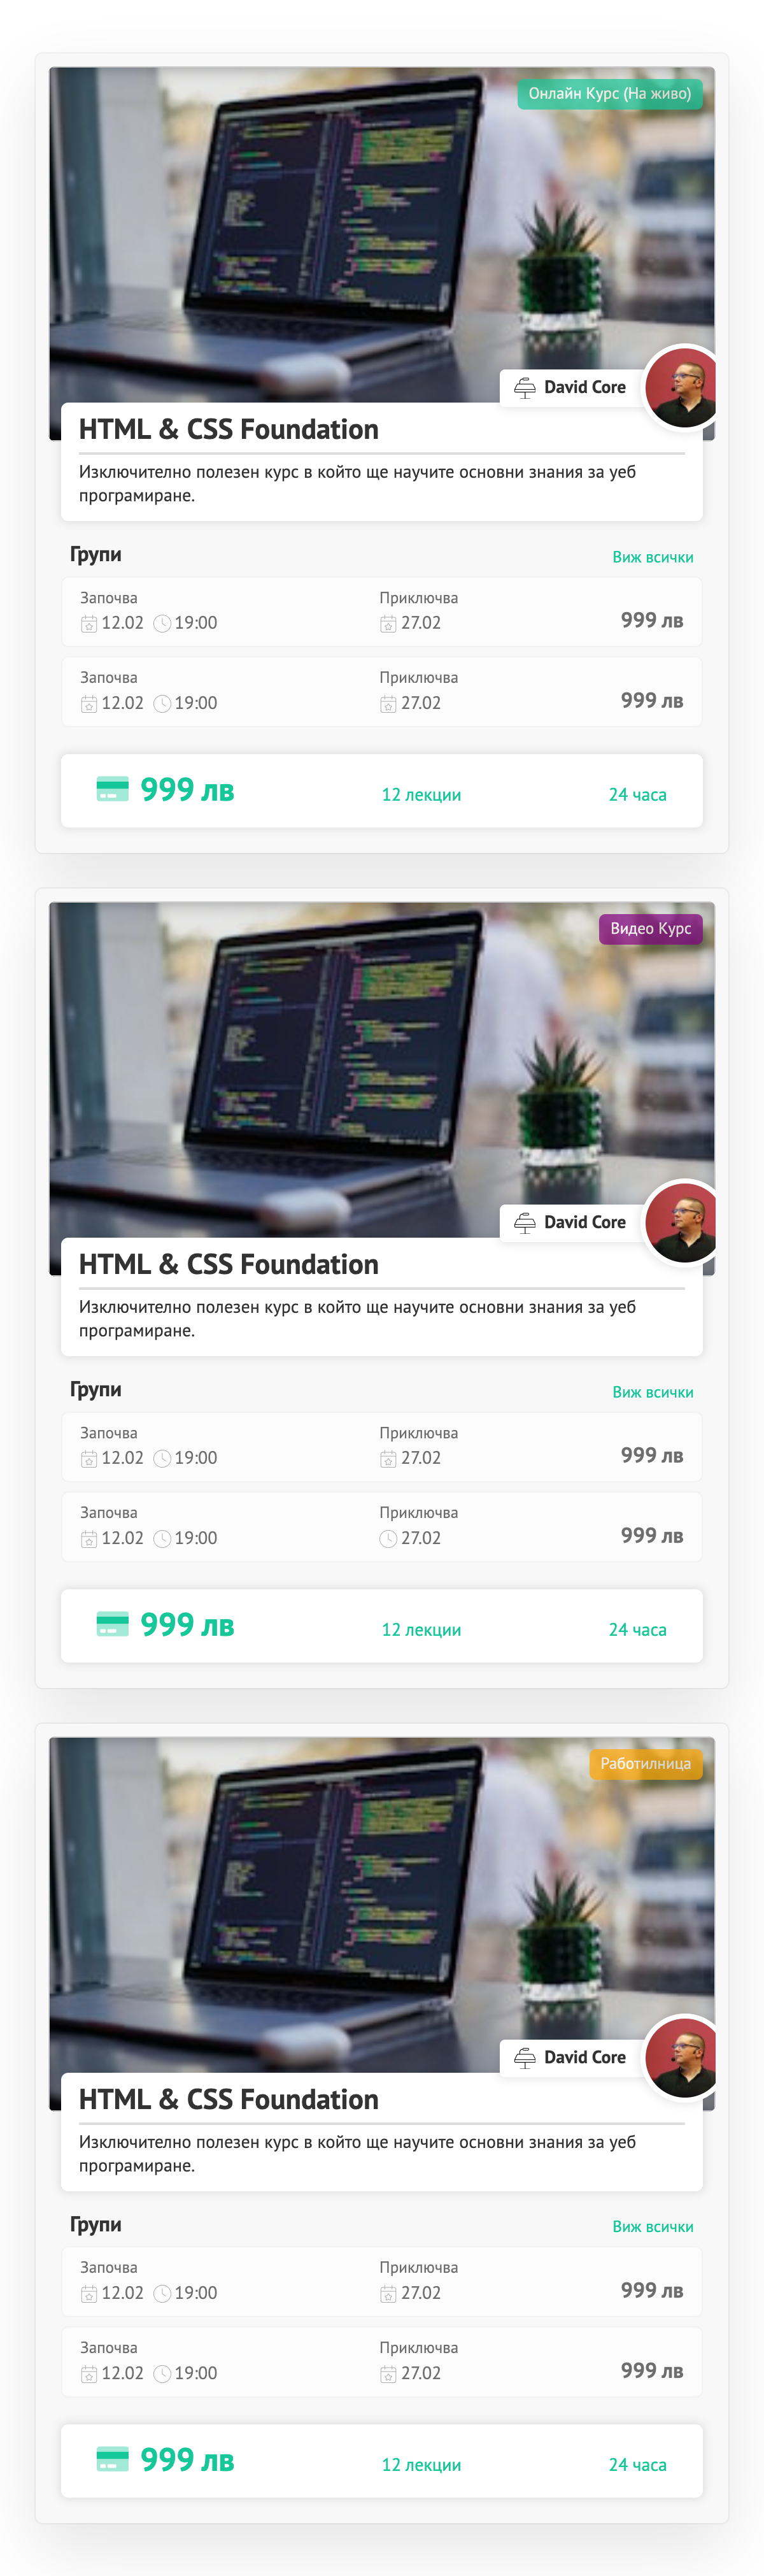 Онлайн Курс (На живо)
David Core
HTML & CSS Foundation
Изключително полезен курс в който ще научите основни знания за уеб
програмиране.
Групи Виж всички
Започва Приключва
12.02 19:00 27.02 999 лв
Започва Приключва
12.02 19:00 27.02 999 лв
999 лв 12 лекции 24 часа
Видео Курс
David Core
HTML & CSS Foundation
Изключително полезен курс в който ще научите основни знания за уеб
програмиране.
Групи Виж всички
Започва Приключва
12.02 19:00 27.02 999 лв
Започва Приключва
12.02 19:00 27.02 999 лв
999 лв 12 лекции 24 часа
Работилница
David Core
HTML & CSS Foundation
Изключително полезен курс в който ще научите основни знания за уеб
програмиране.
Групи Виж всички
Започва Приключва
12.02 19:00 27.02 999 лв
Започва Приключва
12.02 19:00 27.02 999 лв
999 лв 12 лекции 24 часа